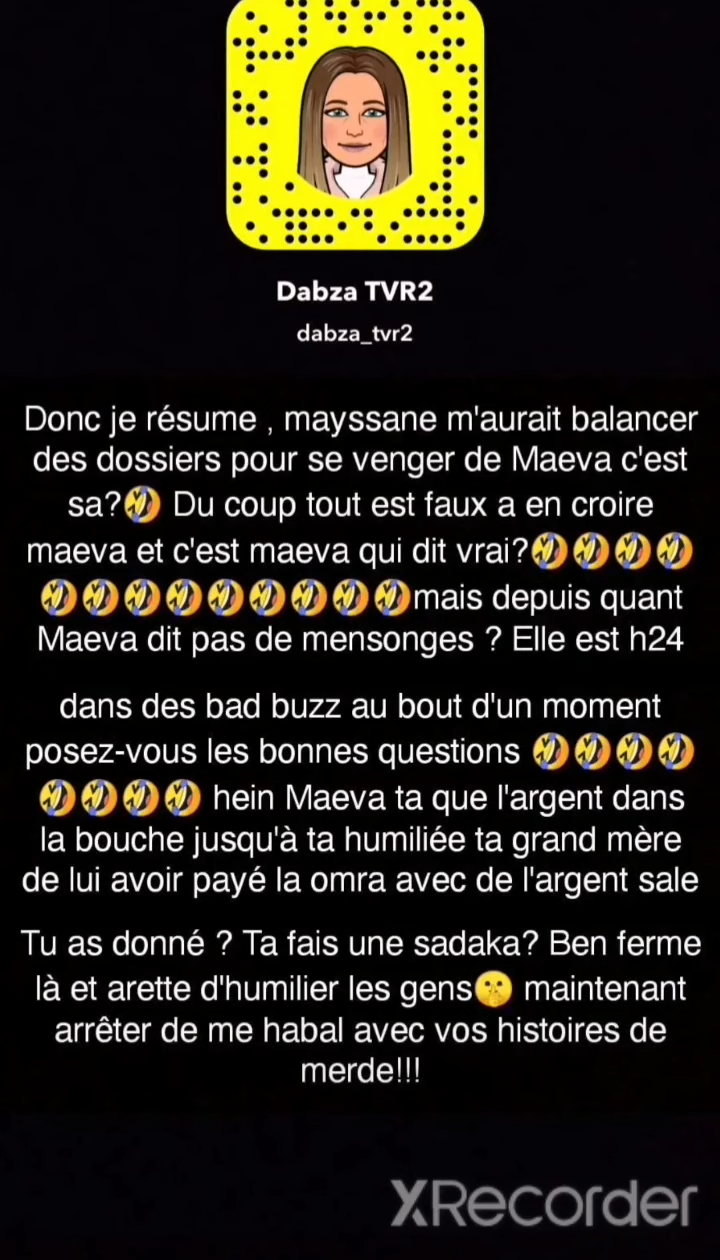 Dabza TVR2
dabza_tvr2
Donc je résume , mayssane m'aurait balancer
des dossiers pour se venger de Maeva c'est
sa?🤣 Du coup tout est faux a en croire
maeva et c'est maeva qui dit vrai?🤣🤣🤣🤣
🤣🤣🤣🤣🤣🤣🤣🤣🤣mais depuis quant
Maeva dit pas de mensonges ? Elle est h24
dans des bad buzz au bout d'un moment
posez-vous les bonnes questions 🤣🤣🤣🤣
🤣🤣🤣🤣 hein Maeva ta que l'argent dans
la bouche jusqu'à ta humiliée ta grand mère
de lui avoir payé la omra avec de l'argent sale
Tu as donné ? Ta fais une sadaka? Ben ferme
là et arette d'humilier les gens🤫 maintenant
arrêter de me habal avec vos histoires de
merde!!!
XRecorder